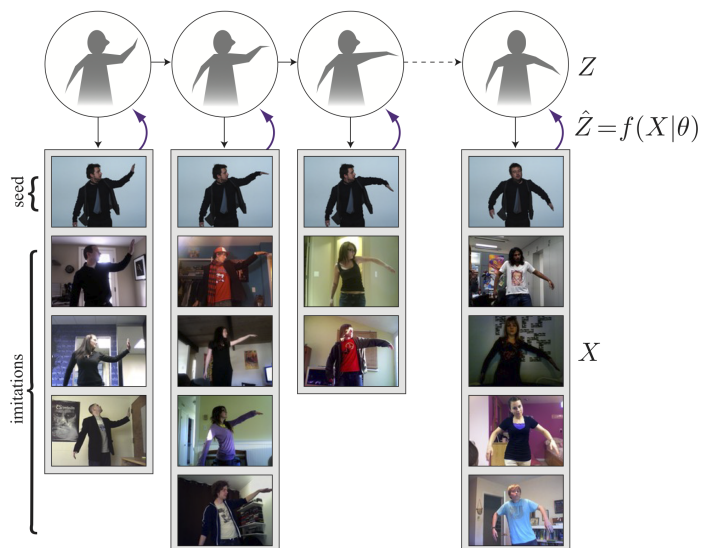 Z
Ẑ = f(X|θ)
seed
imitations
X